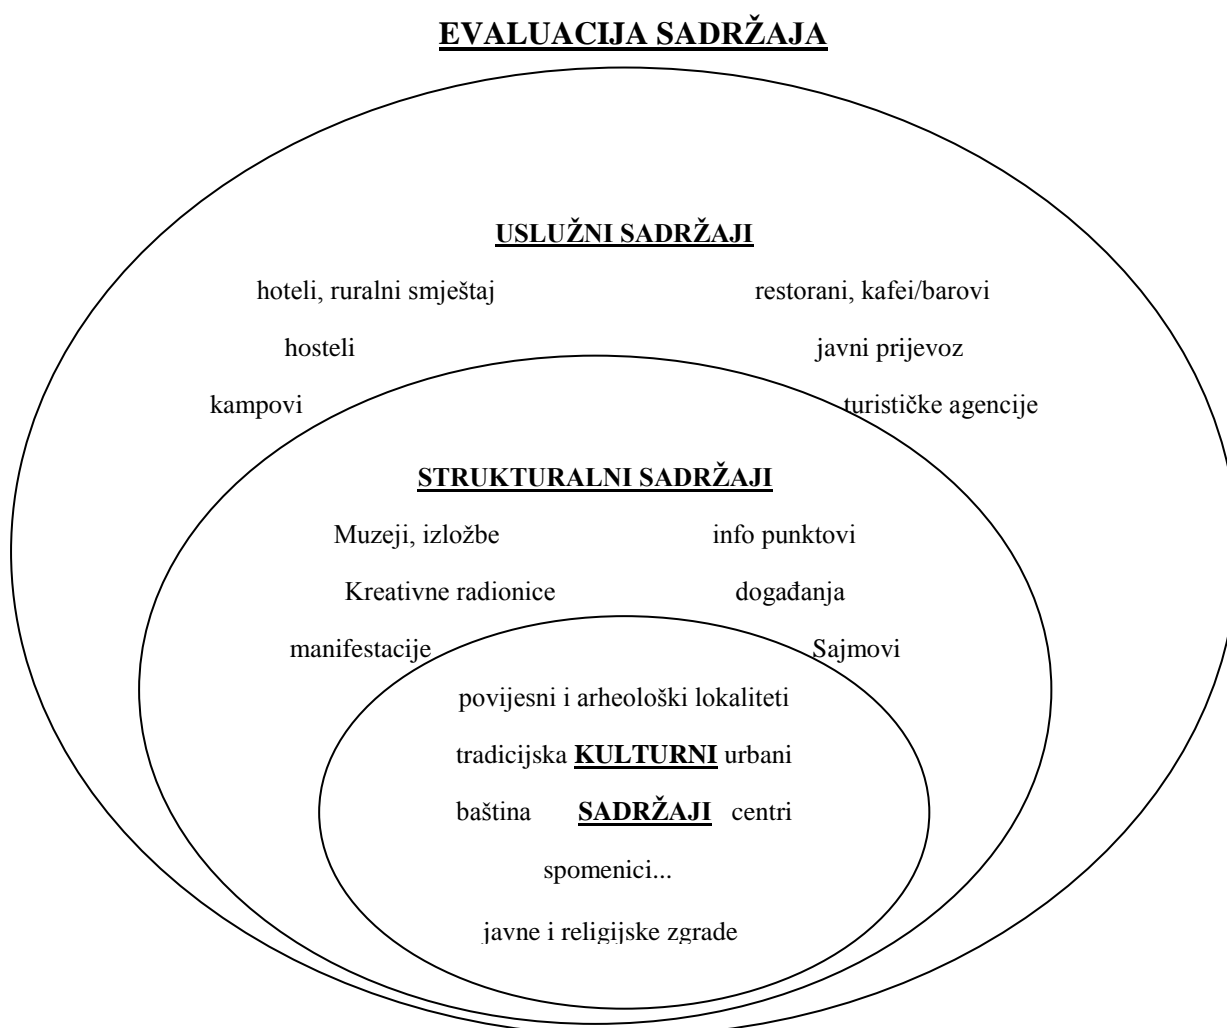 EVALUACIJA SADRŽAJA
USLUŽNI SADRŽAJI
hoteli, ruralni smještaj restorani, kafei/barovi
hosteli javni prijevoz
kampovi turističke agencije
STRUKTURALNI SADRŽAJI
Muzeji, izložbe info punktovi
Kreativne radionice događanja
manifestacije Sajmovi
povijesni i arheološki lokaliteti
tradicijska KULTURNI urbani
baština SADRŽAJI centri
spomenici...
javne i religijske zgrade